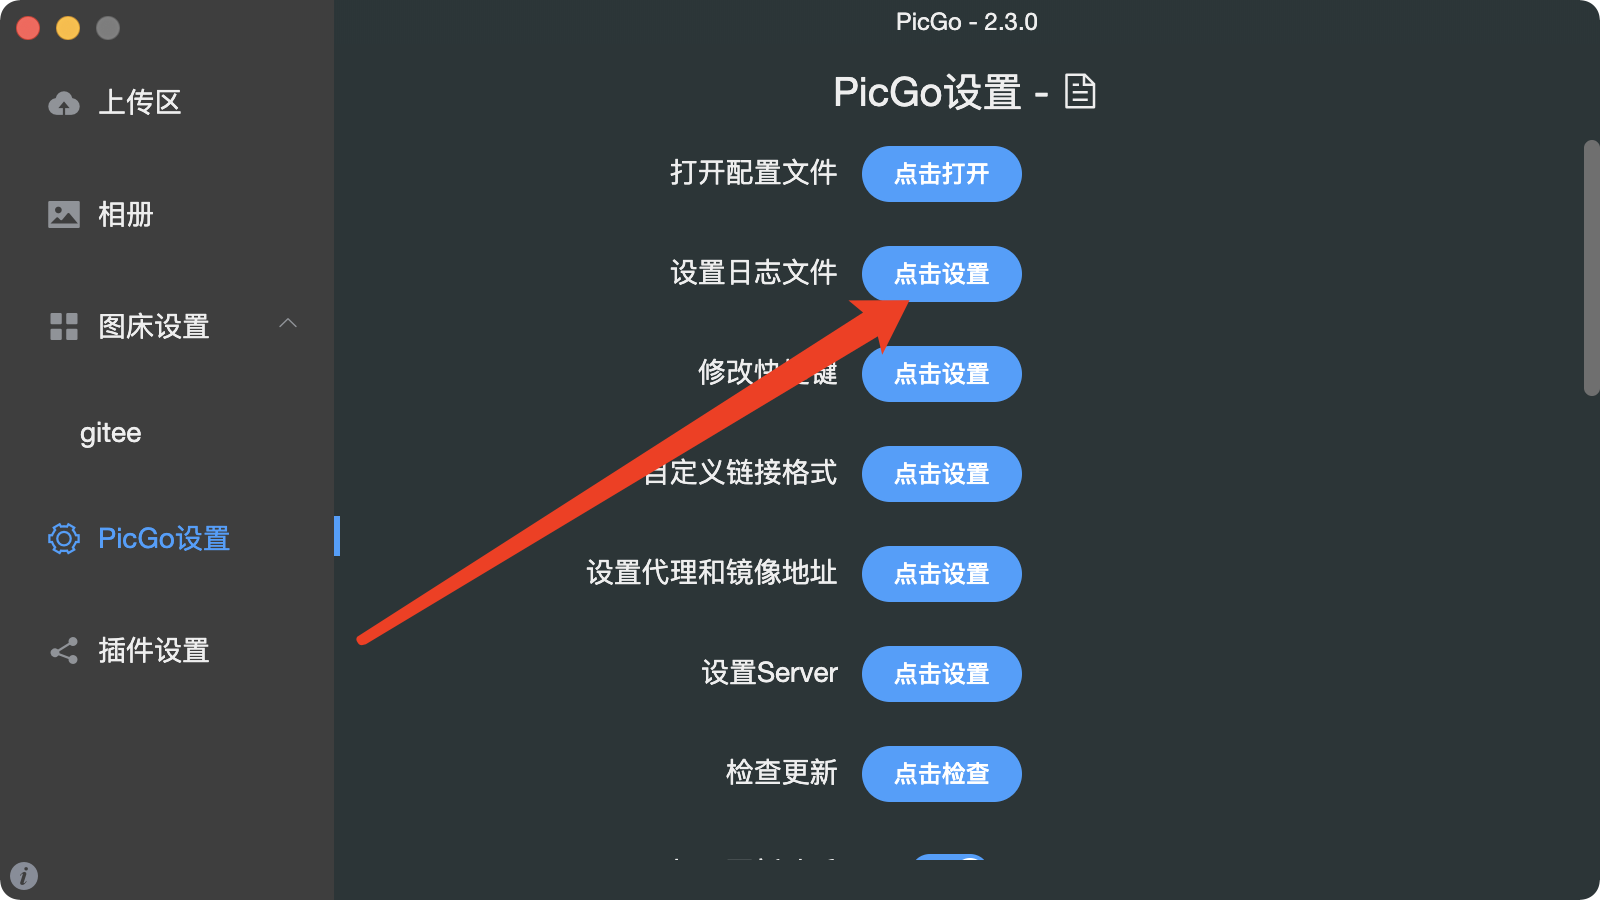 PicGo - 2.3.0
上传区
相册
图床设置
gitee
PicGo设置
插件设置
PicGo设置 -
打开配置文件 点击打开
设置日志文件 点击设置
修改快 键 点击设置
自定义链接格式 点击设置
设置代理和镜像地址 点击设置
设置Server 点击设置
检查更新 点击检查